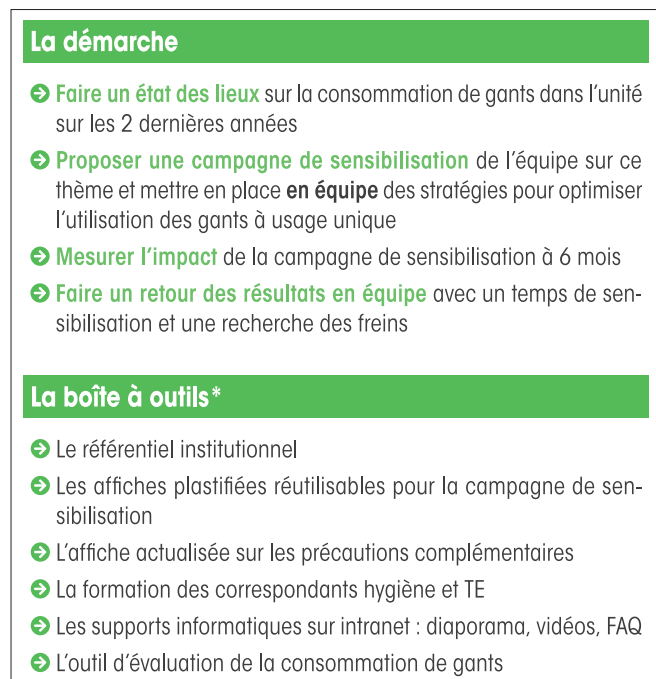 La démarche
Faire un état des lieux sur la consommation de gants dans l'unité
sur les 2 dernières années
Proposer une campagne de sensibilisation de l'équipe sur ce
thème et mettre en place en équipe des stratégies pour optimiser
l'utilisation des gants à usage unique
Mesurer l'impact de la campagne de sensibilisation à 6 mois
Faire un retour des résultats en équipe avec un temps de sen-
sibilisation et une recherche des freins
La boîte à outils*
Le référentiel institutionnel
Les affiches plastifiées réutilisables pour la campagne de sen-
sibilisation
L'affiche actualisée sur les précautions complémentaires
La formation des correspondants hygiène et TE
Les supports informatiques sur intranet : diaporama, vidéos, FAQ
L'outil d'évaluation de la consommation de gants